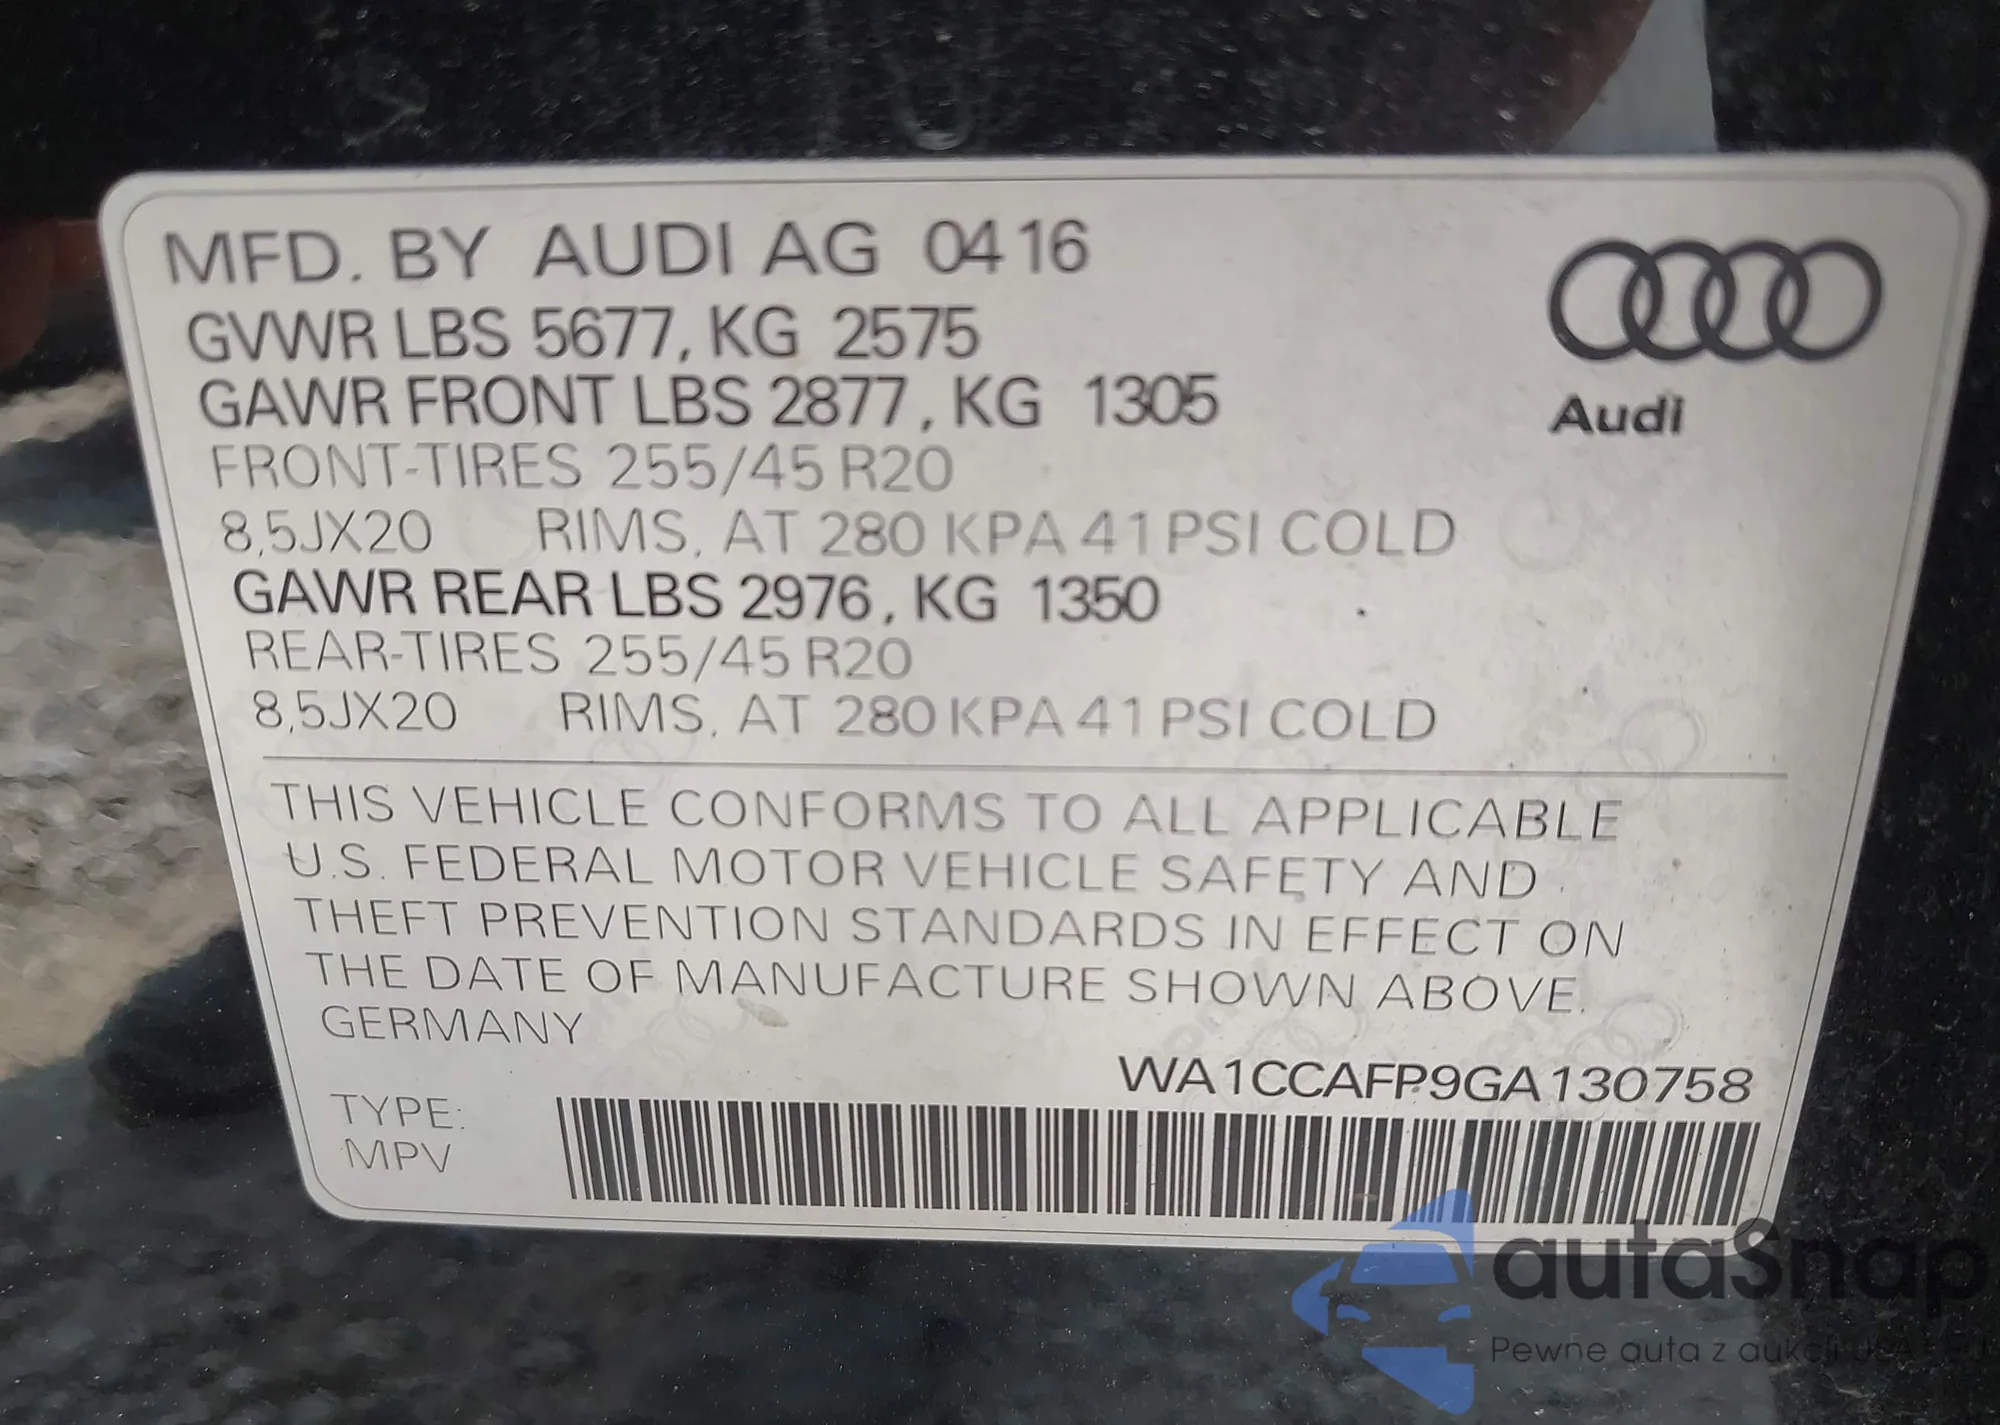 MFD. BY AUDI AG 04 16
GVWR LBS 5677, KG 2575
GAWR FRONT LBS 2877, KG 1305
FRONT-TIRES 255/45 R20
8,5JX20 RIMS, AT 280 KPA 41 PSI COLD
GAWR REAR LBS 2976, KG 1350
REAR-TIRES 255/45 R20
8,5JX20 RIMS, AT 280 KPA 41 PSI COLD
Audi
THIS VEHICLE CONFORMS TO ALL APPLICABLE
U.S. FEDERAL MOTOR VEHICLE SAFETY AND
THEFT PREVENTION STANDARDS IN EFFECT ON
THE DATE OF MANUFACTURE SHOWN ABOVE.
GERMANY
WA1CCAFP9GA130758
TYPE:
MPV
autaSnap
Pewne auta z aukcji USA